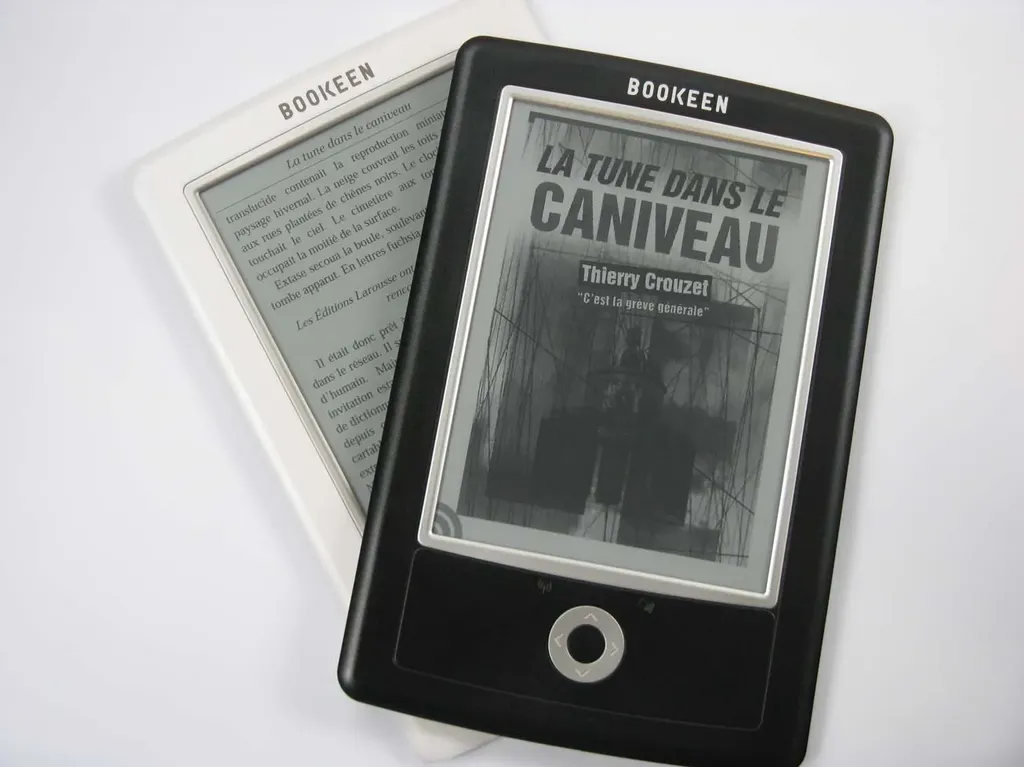 BOOKEEN
La tune dans le caniveau
translucide contenait la reproduction
paysage hivernal. La neige couvrait les toits
aux rues plantées de chênes noirs. Le
touchait le ciel. Le cimetière aux
occupait la moitié de la surface.
Extase secoua la boule,
tombe apparut. En lettres fuchsia
Les Éditions Larousse ont
Il était donc prêt à
dans le réseau. Il
d'humain.
invitation
de
depuis
BOOKEEN
LA TUNE DANS LE
CANIVEAU
Thierry Crouzet
"C'est la grève générale"